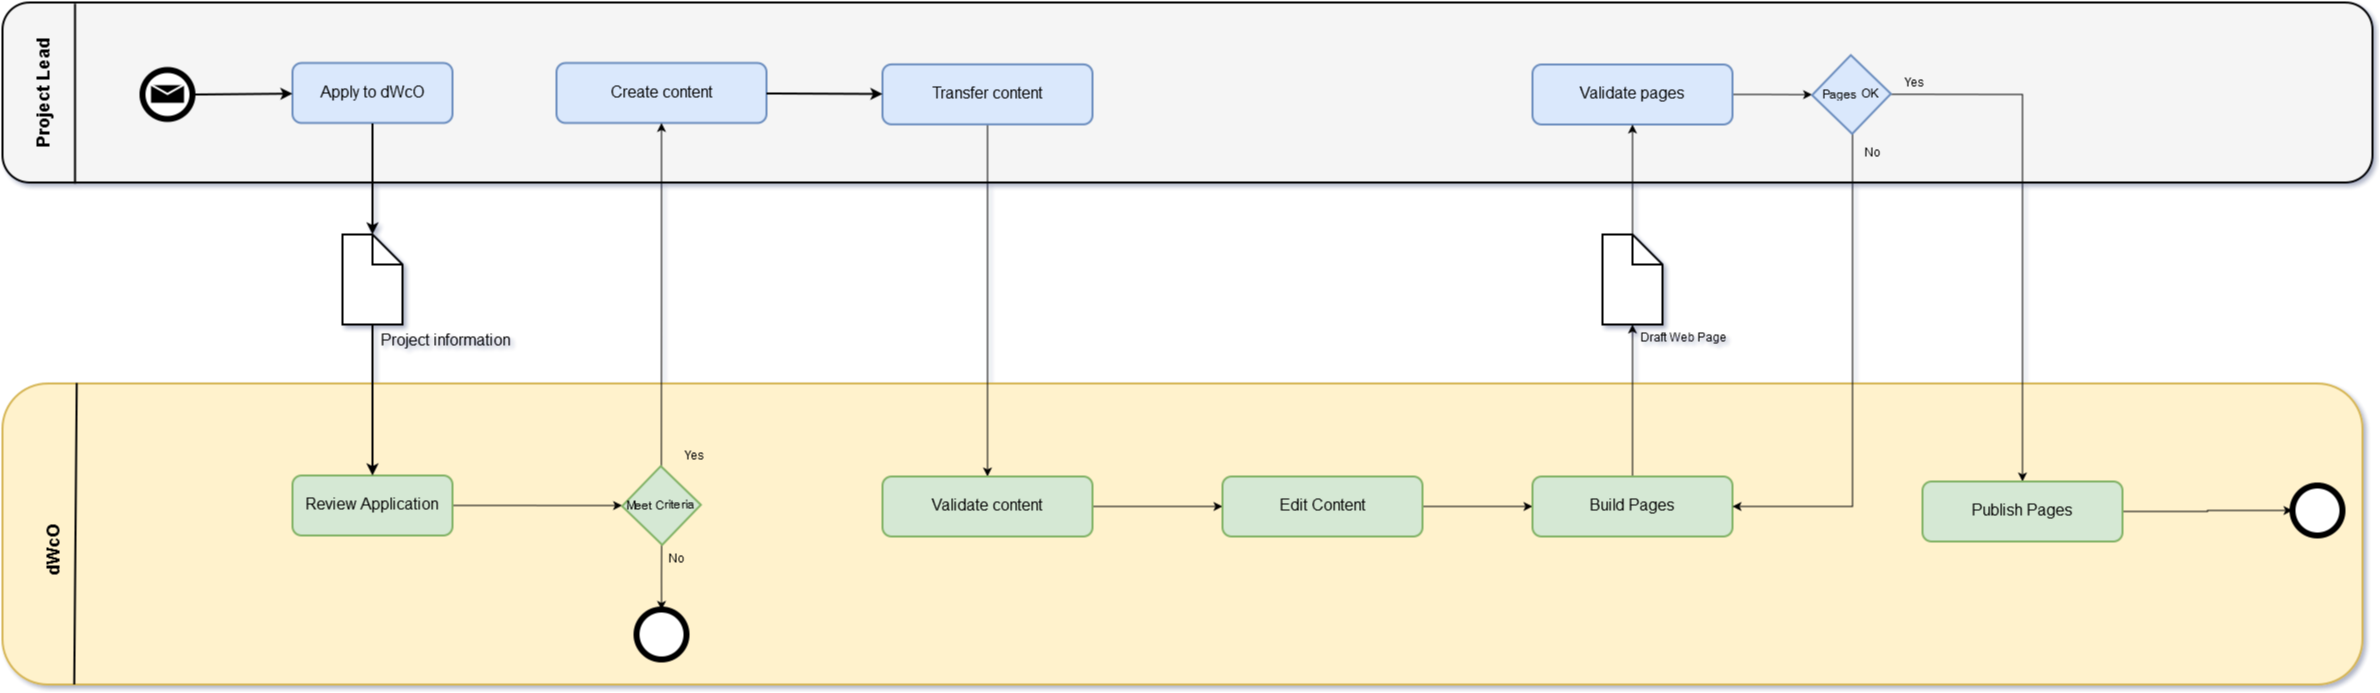 Project Lead
Apply to dWcO
Create content
Transfer content
Validate pages
Pages OK
Yes
No
Project information
Draft Web Page
dWcO
Review Application
Meet Criteria
Yes
No
Validate content
Edit Content
Build Pages
Publish Pages